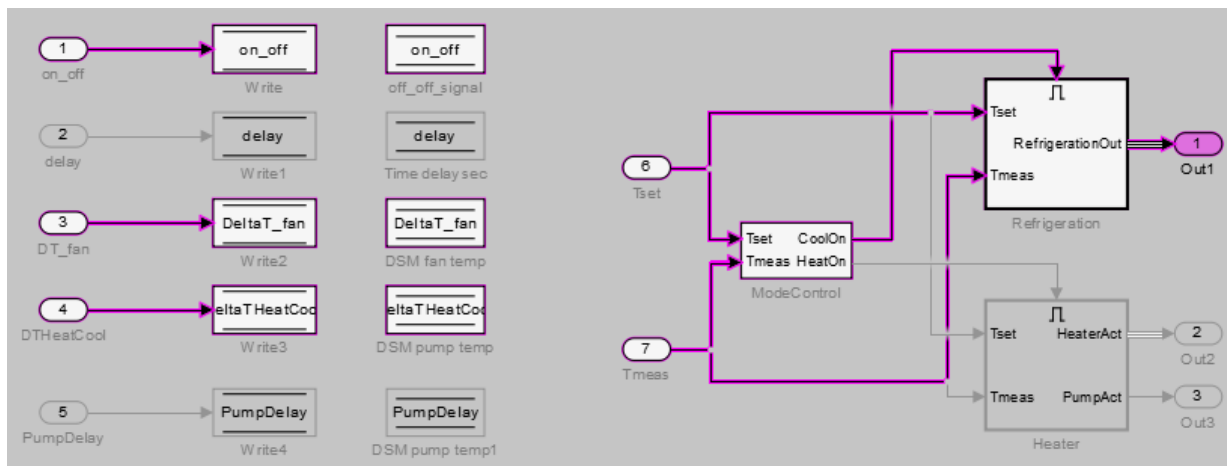 1
on_off
on_off
Write
on_off
off_off_signal
2
delay
delay
Write1
delay
Time delay sec
3
DT_fan
DeltaT_fan
Write2
DeltaT_fan
DSM fan temp
4
DTHeatCool
eltaTHeatCoo
Write3
eltaTHeatCoo
DSM pump temp
5
PumpDelay
PumpDelay
Write4
PumpDelay
DSM pump temp1
6
Tset
7
Tmeas
Tset CoolOn
Tmeas HeatOn
ModeControl
Tset
RefrigerationOut
Tmeas
Refrigeration
1
Out1
Tset HeaterAct
Tmeas PumpAct
Heater
2
Out2
3
Out3